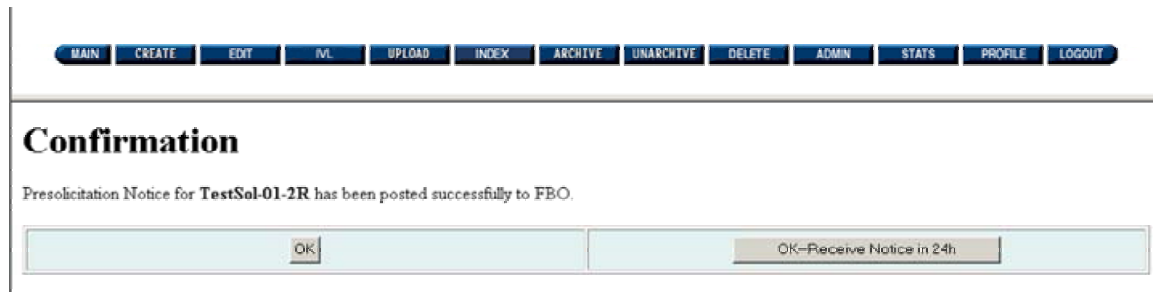 MAIN CREATE EDIT IVL UPLOAD INDEX ARCHIVE UNARCHIVE DELETE ADMIN STATS PROFILE LOGOUT
Confirmation
Presolicitation Notice for TestSol-01-2R has been posted successfully to FBO.
OK OK-Receive Notice in 24h